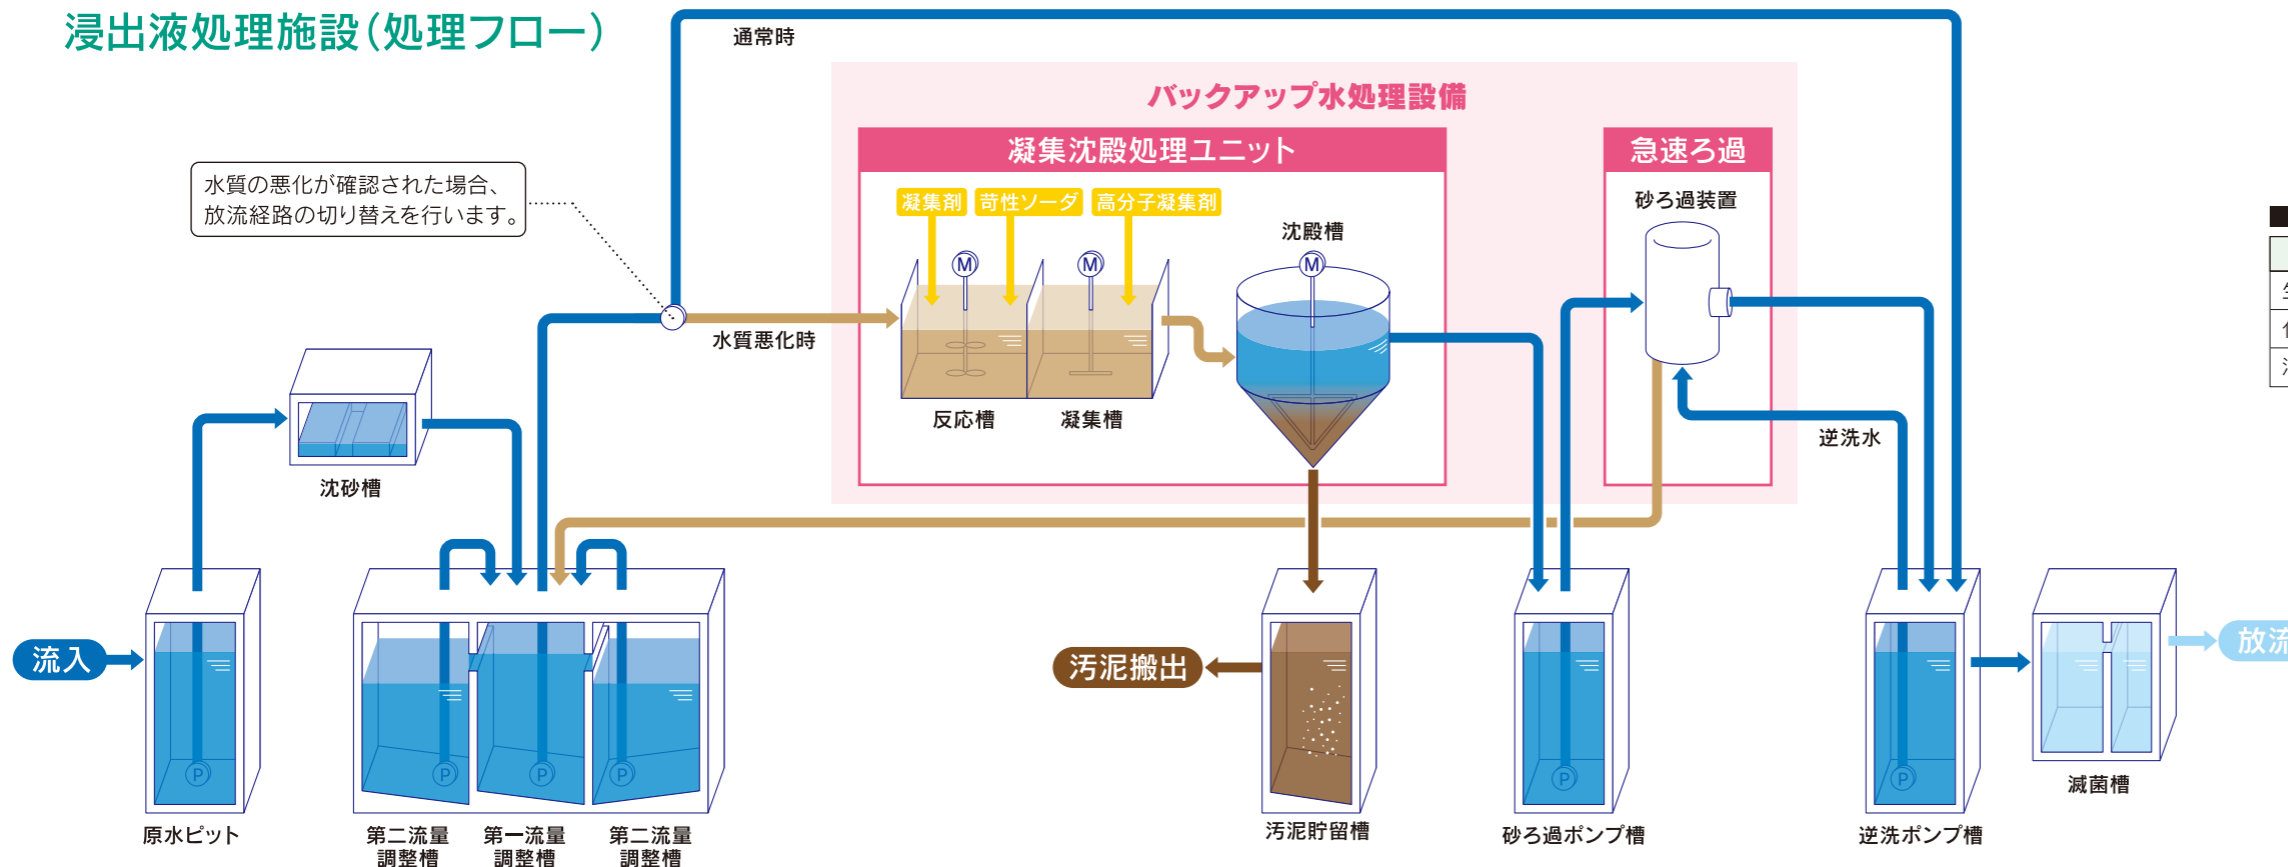 浸出液処理施設（処理フロー）
通常時
バックアップ水処理設備
凝集沈殿処理ユニット
急速ろ過
水質の悪化が確認された場合、
放流経路の切り替えを行います。
凝集剤
苛性ソーダ
高分子凝集剤
砂ろ過装置
沈殿槽
M
M
M
水質悪化時
反応槽
凝集槽
逆洗水
沈砂槽
流入
汚泥搬出
放流
P
P
P
P
P
P
滅菌槽
原水ピット
第二流量
調整槽
第一流量
調整槽
第二流量
調整槽
汚泥貯留槽
砂ろ過ポンプ槽
逆洗ポンプ槽